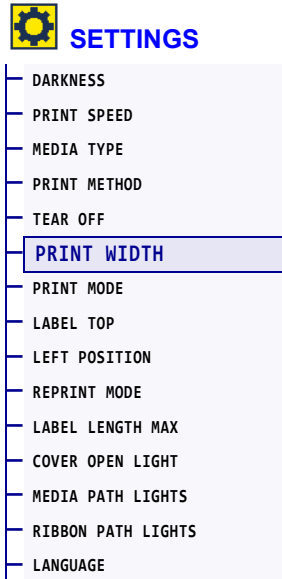 SETTINGS
DARKNESS
PRINT SPEED
MEDIA TYPE
PRINT METHOD
TEAR OFF
PRINT WIDTH
PRINT MODE
LABEL TOP
LEFT POSITION
REPRINT MODE
LABEL LENGTH MAX
COVER OPEN LIGHT
MEDIA PATH LIGHTS
RIBBON PATH LIGHTS
LANGUAGE